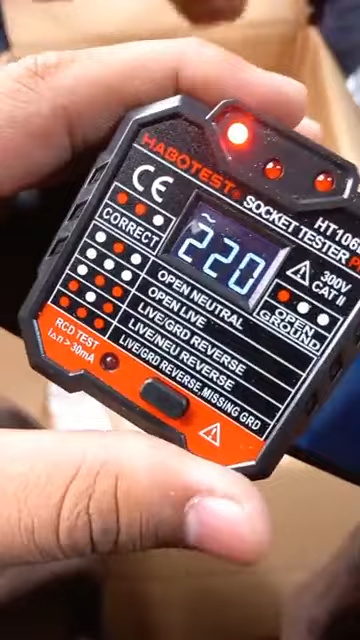 HABOTEST®
SOCKET TESTER
HT106
CE
~
220
300V
CAT II
CORRECT
OPEN GROUND
OPEN NEUTRAL
OPEN LIVE
LIVE/GRD REVERSE
LIVE/NEU REVERSE
LIVE/GRD REVERSE,MISSING GRD
RCD TEST
I△n > 30mA